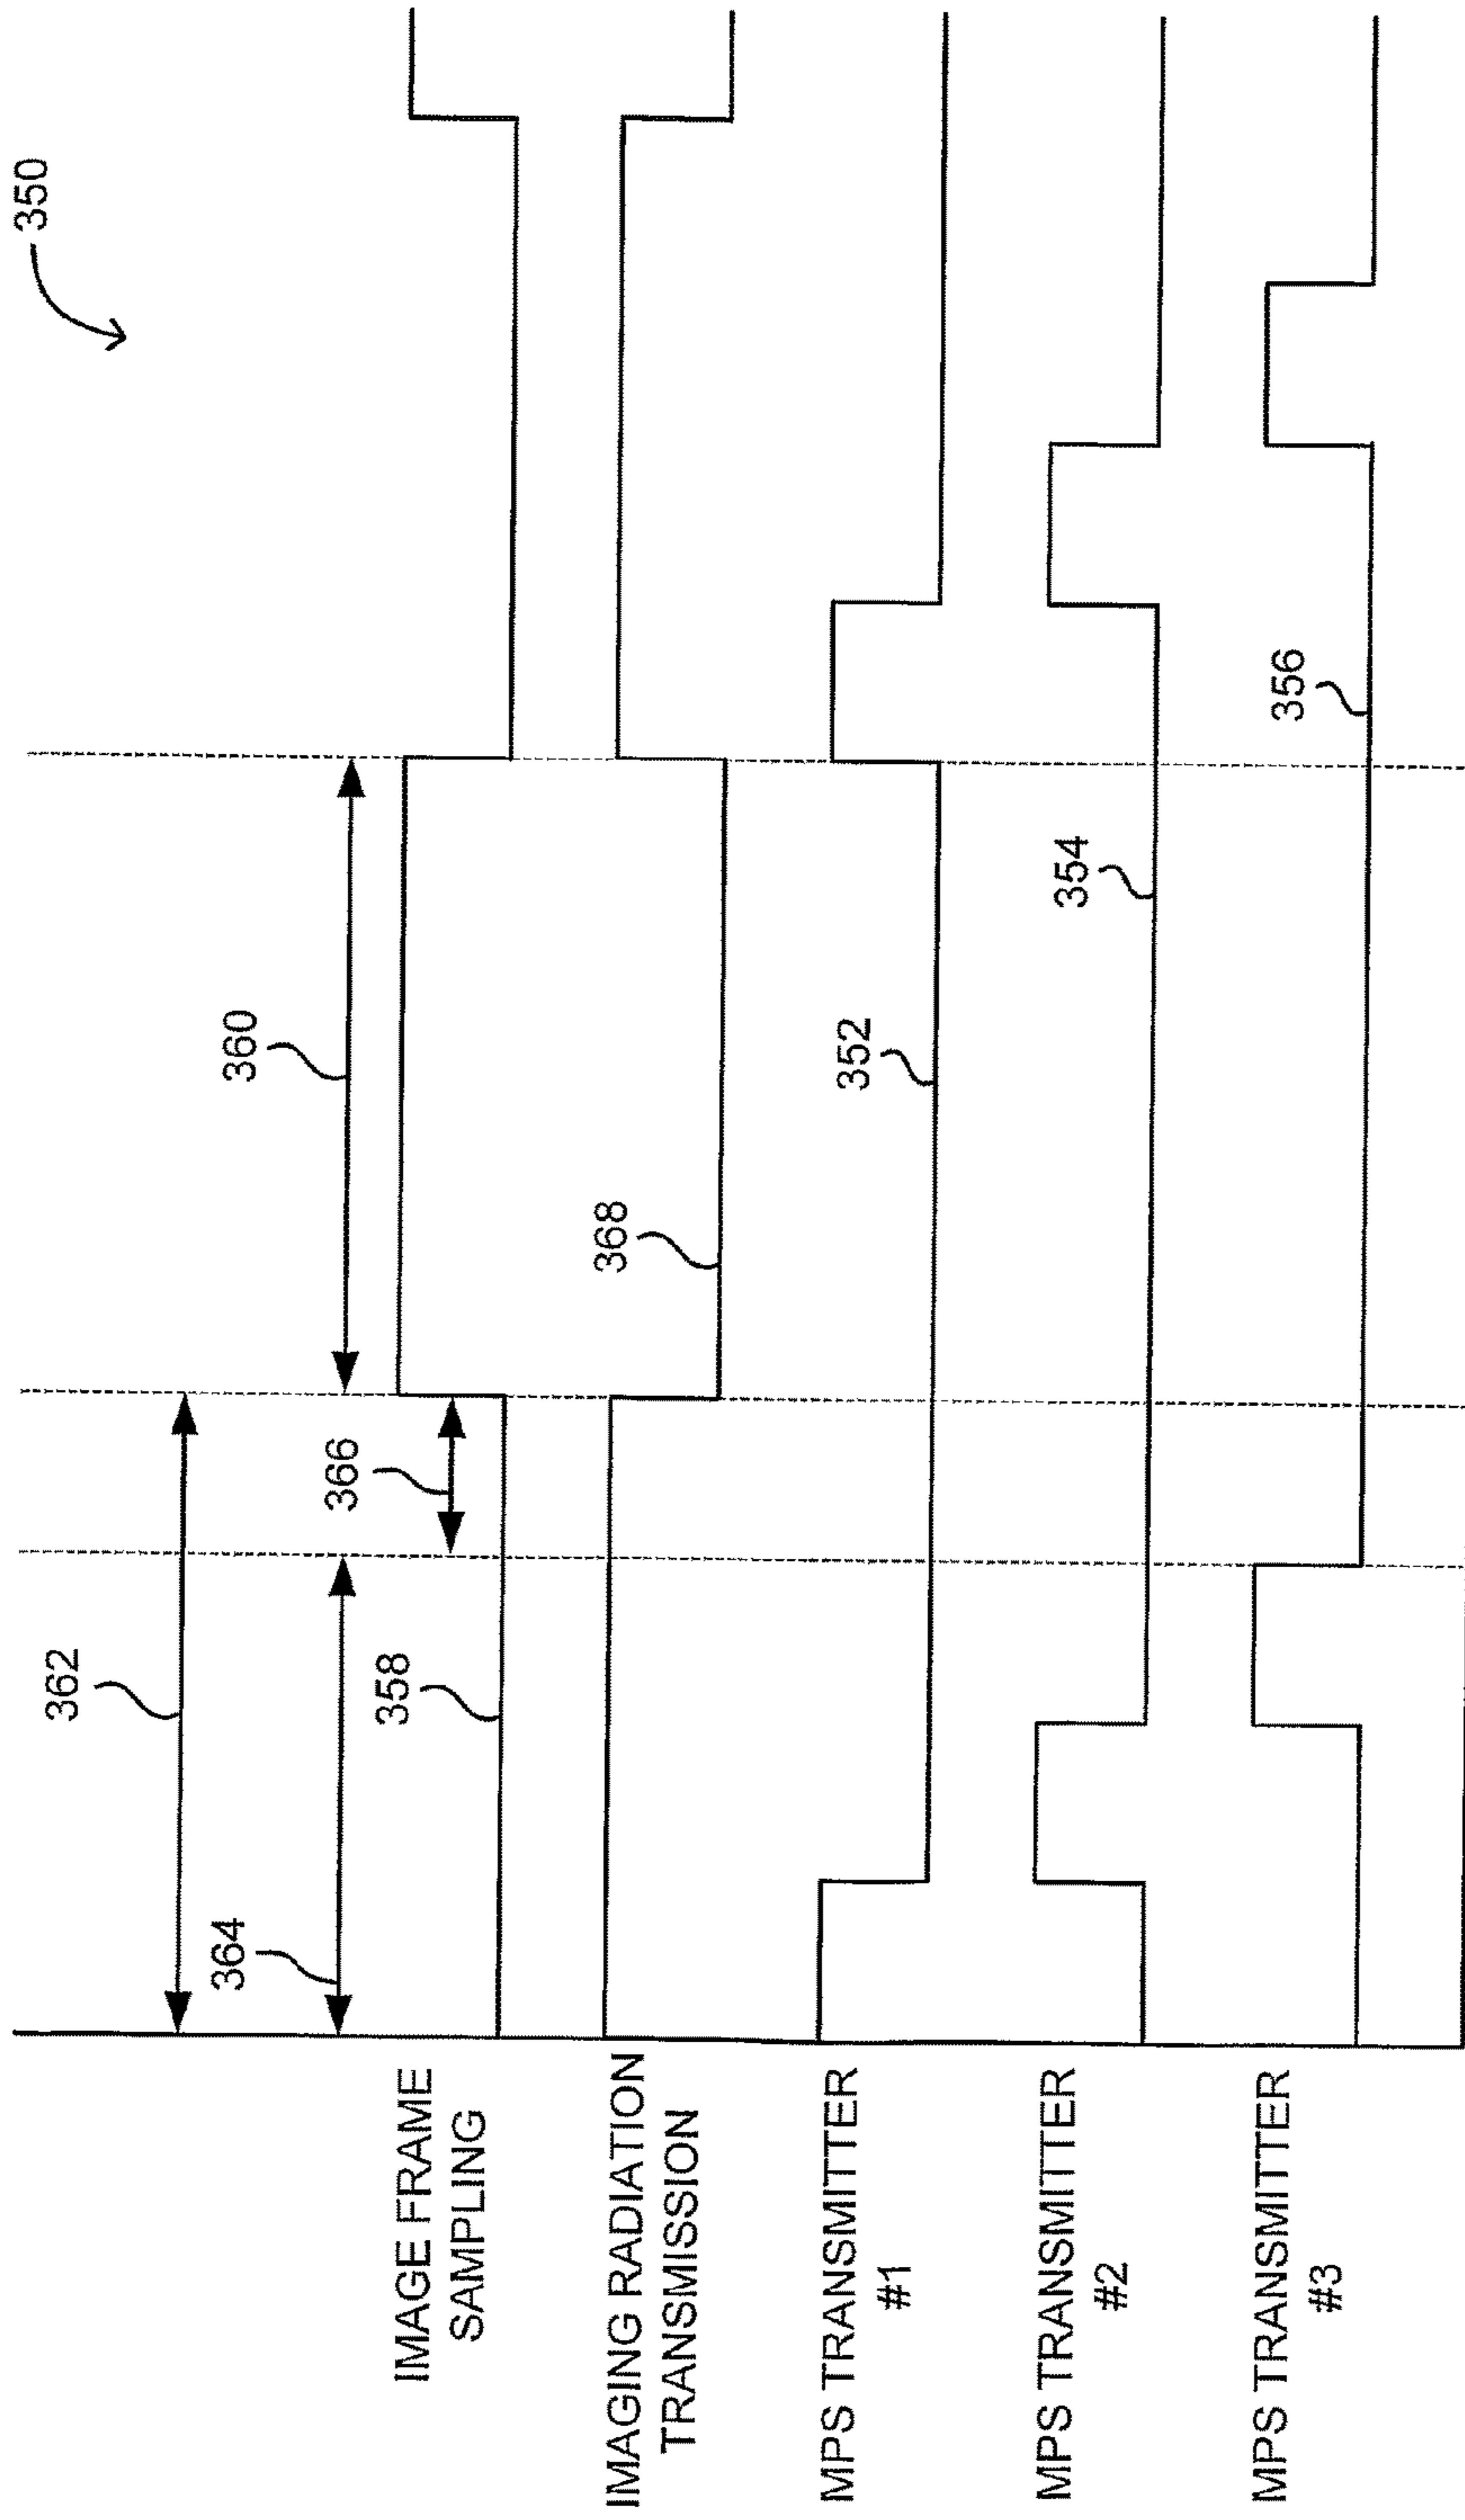 350
362
364
360
366
358
IMAGE FRAME
SAMPLING
368
IMAGING RADIATION
TRANSMISSION
352
MPS TRANSMITTER
#1
354
MPS TRANSMITTER
#2
356
MPS TRANSMITTER
#3